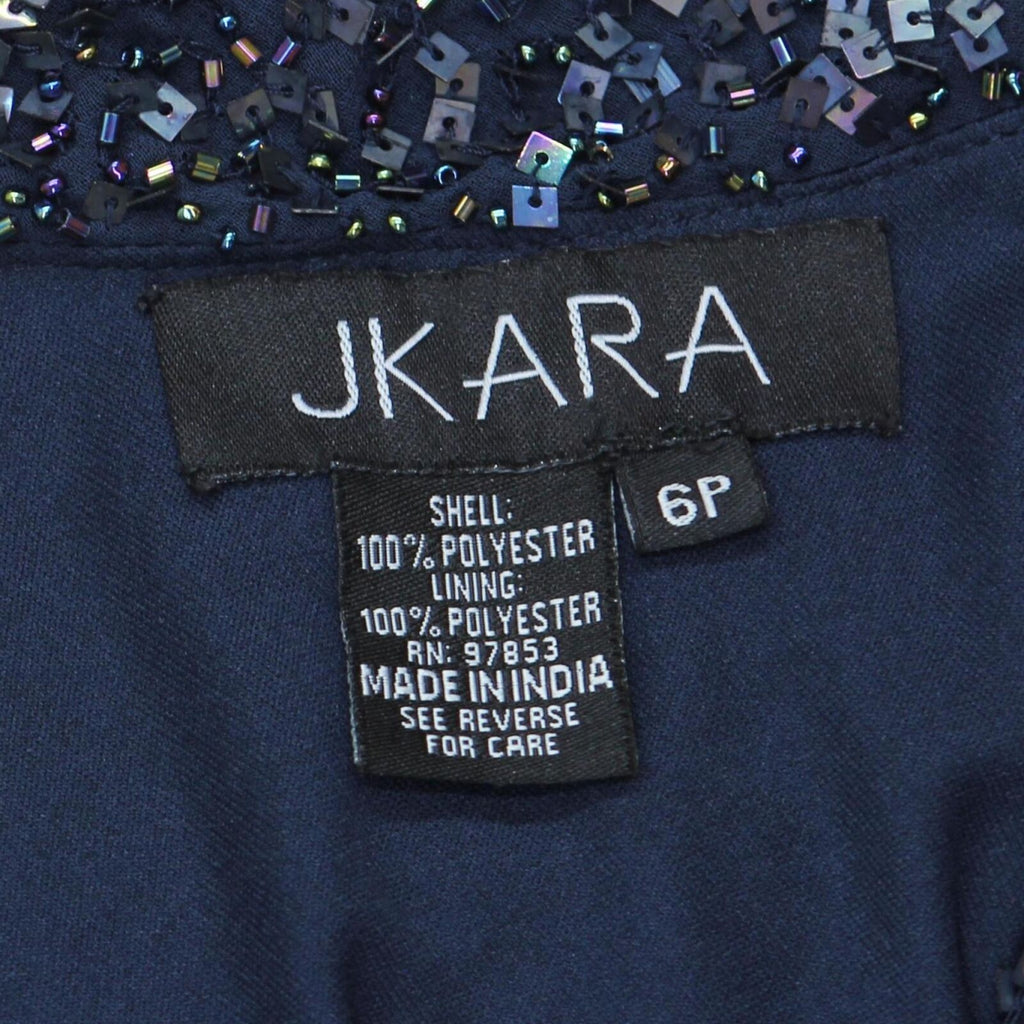 JKARA
6P
SHELL:
100% POLYESTER
LINING:
100% POLYESTER
RN: 97853
MADE IN INDIA
SEE REVERSE
FOR CARE